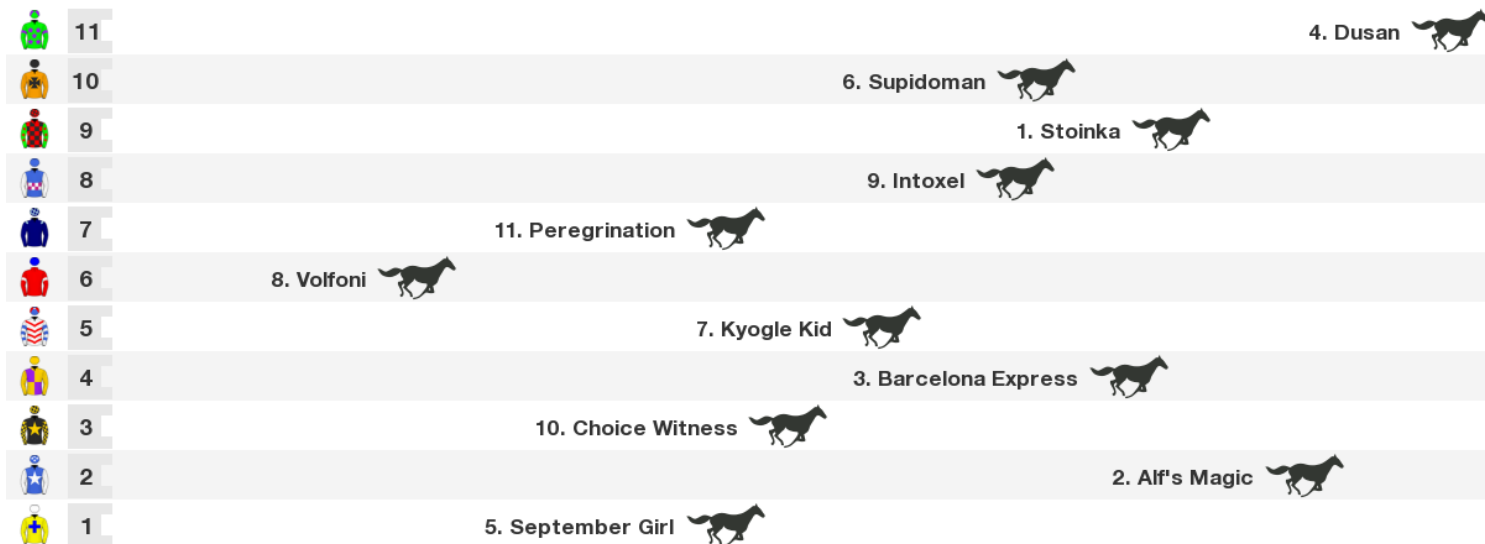 11 4. Dusan
10 6. Supidoman
9 1. Stoinka
8 9. Intoxel
7 11. Peregrination
6 8. Volfoni
5 7. Kyogle Kid
4 3. Barcelona Express
3 10. Choice Witness
2 2. Alf's Magic
1 5. September Girl